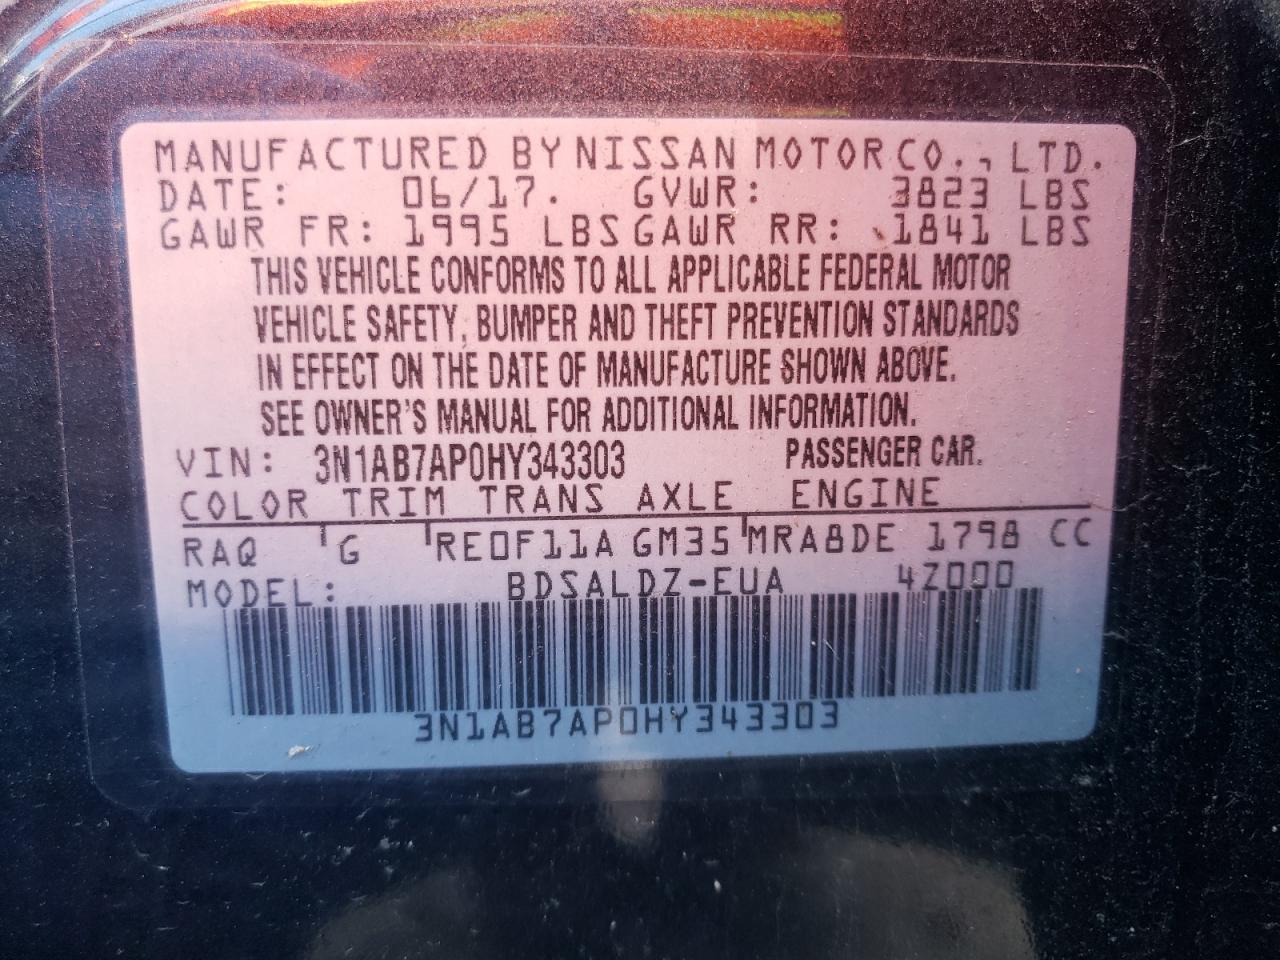 MANUFACTURED BY NISSAN MOTOR CO., LTD.
DATE: 06/17. GVWR: 3823 LBS
GAWR FR: 1995 LBS GAWR RR: 1841 LBS
THIS VEHICLE CONFORMS TO ALL APPLICABLE FEDERAL MOTOR
VEHICLE SAFETY, BUMPER AND THEFT PREVENTION STANDARDS
IN EFFECT ON THE DATE OF MANUFACTURE SHOWN ABOVE.
SEE OWNER'S MANUAL FOR ADDITIONAL INFORMATION.
VIN: 3N1AB7AP0HY343303 PASSENGER CAR.
COLOR TRIM TRANS AXLE ENGINE
RAQ G RE0F11A GM35 MRA8DE 1798 CC
MODEL: BDSALDZ-EUA 4Z000
3N1AB7AP0HY343303